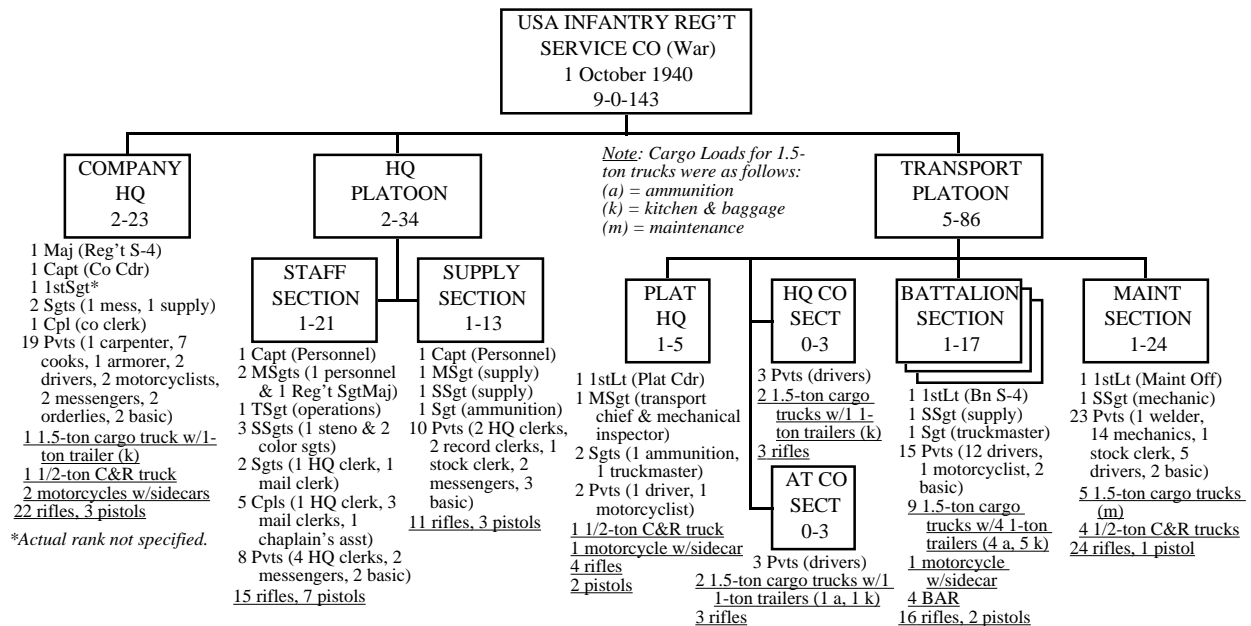 USA INFANTRY REG'T
SERVICE CO (War)
1 October 1940
9-0-143
COMPANY
HQ
2-23
1 Maj (Reg't S-4)
1 Capt (Co Cdr)
1 1stSgt*
2 Sgts (1 mess, 1 supply)
1 Cpl (co clerk)
19 Pvts (1 carpenter, 7
cooks, 1 armorer, 2
drivers, 2 motorcyclists,
2 messengers, 2
orderlies, 2 basic)
1 1.5-ton cargo truck w/1-
ton trailer (k)
1 1/2-ton C&R truck
2 motorcycles w/sidecars
22 rifles, 3 pistols
*Actual rank not specified.
HQ
PLATOON
2-34
STAFF
SECTION
1-21
1 Capt (Personnel)
2 MSgts (1 personnel
& 1 Reg't SgtMaj)
1 TSgt (operations)
3 SSgts (1 steno & 2
color sgts)
2 Sgts (1 HQ clerk, 1
mail clerk)
5 Cpls (1 HQ clerk, 3
mail clerks, 1
chaplain's asst)
8 Pvts (4 HQ clerks, 2
messengers, 2 basic)
15 rifles, 7 pistols
SUPPLY
SECTION
1-13
1 Capt (Personnel)
1 MSgt (supply)
1 SSgt (supply)
1 Sgt (ammunition)
10 Pvts (2 HQ clerks,
2 record clerks, 1
stock clerk, 2
messengers, 3
basic)
11 rifles, 3 pistols
Note: Cargo Loads for 1.5-
ton trucks were as follows:
(a) = ammunition
(k) = kitchen & baggage
(m) = maintenance
TRANSPORT
PLATOON
5-86
PLAT
HQ
1-5
1 1stLt (Plat Cdr)
1 MSgt (transport
chief & mechanical
inspector)
2 Sgts (1 ammunition,
1 truckmaster)
2 Pvts (1 driver, 1
motorcyclist)
1 1/2-ton C&R truck
1 motorcycle w/sidecar
4 rifles
2 pistols
HQ CO
SECT
0-3
3 Pvts (drivers)
2 1.5-ton cargo
trucks w/1 1-
ton trailers (k)
3 rifles
AT CO
SECT
0-3
3 Pvts (drivers)
2 1.5-ton cargo trucks w/1
1-ton trailers (1 a, 1 k)
3 rifles
BATTALION
SECTION
1-17
1 1stLt (Bn S-4)
1 SSgt (supply)
1 Sgt (truckmaster)
15 Pvts (12 drivers,
1 motorcyclist, 2
basic)
9 1.5-ton cargo
trucks w/4 1-ton
trailers (4 a, 5 k)
1 motorcycle
w/sidecar
4 BAR
16 rifles, 2 pistols
MAINT
SECTION
1-24
1 1stLt (Maint Off)
1 SSgt (mechanic)
23 Pvts (1 welder,
14 mechanics, 1
stock clerk, 5
drivers, 2 basic)
5 1.5-ton cargo trucks
(m)
4 1/2-ton C&R trucks
24 rifles, 1 pistol